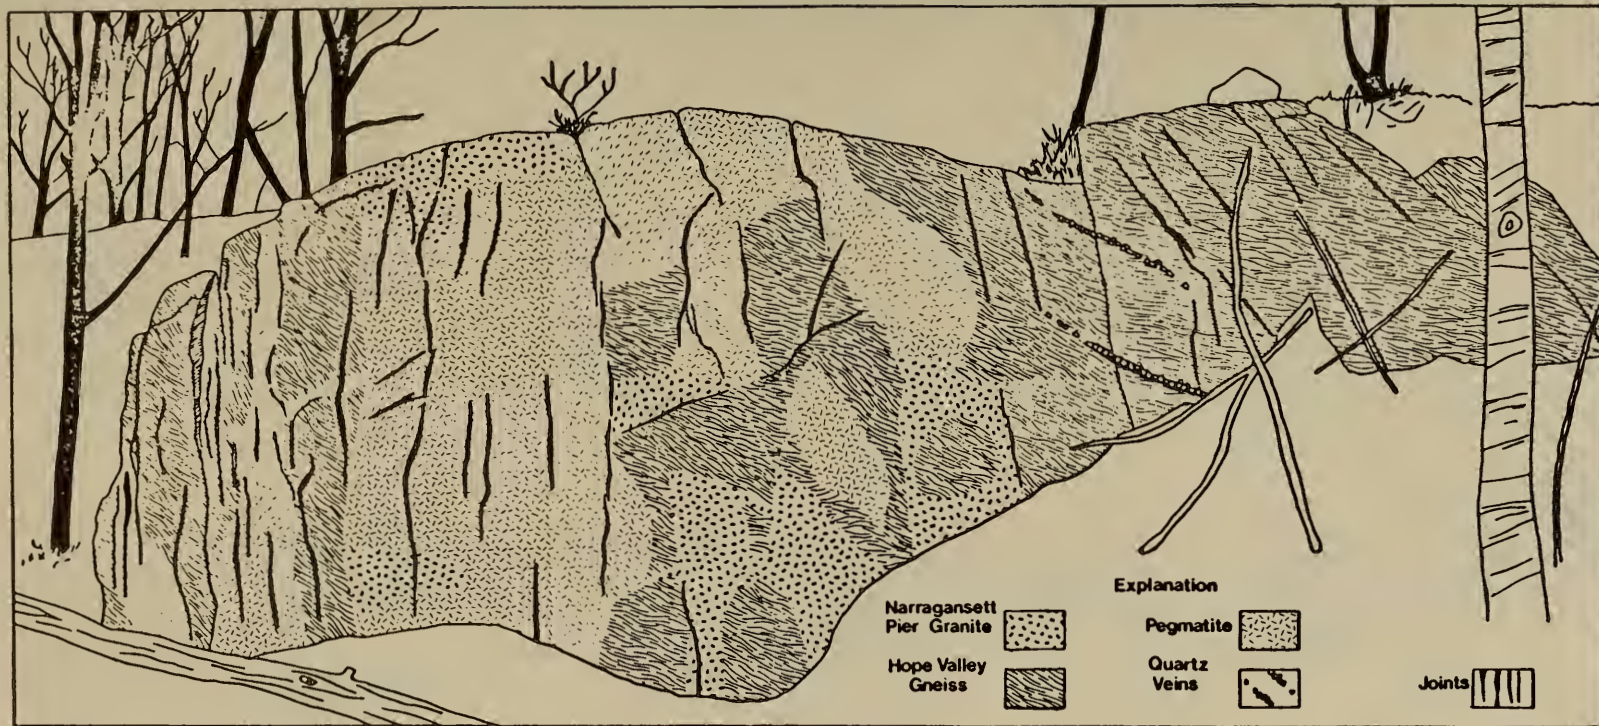 Explanation
Narragansett
Pier Granite
Pegmatite
Hope Valley
Gneiss
Quartz
Veins
Joints